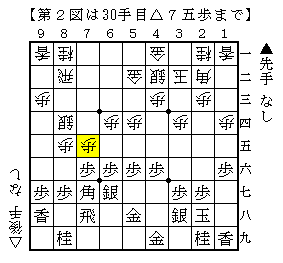 【第２図は30手目△７五歩まで】
９ ８ ７ ６ ５ ４ ３ ２ １
香 桂 金 桂 香 一
飛 金 銀 玉 角 二
歩 歩 歩 三
銀 歩 歩 歩 歩 四
歩 歩 五
歩 歩 歩 歩 歩 六
歩 歩 角 銀 歩 歩 七
香 飛 金 銀 玉 八
桂 金 桂 香 九
▲先手 なし
△後手 なし